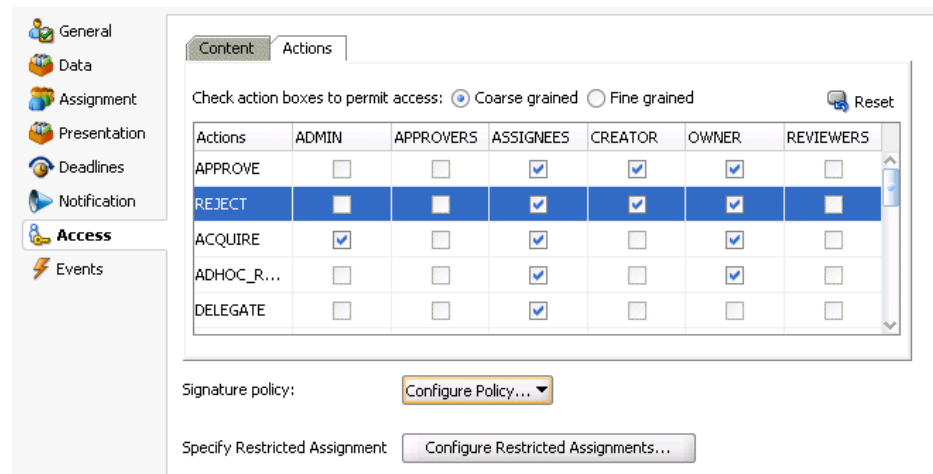 General
Data
Assignment
Presentation
Deadlines
Notification
Access
Events
Content Actions
Check action boxes to permit access: Coarse grained Fine grained Reset
Actions ADMIN APPROVERS ASSIGNEES CREATOR OWNER REVIEWERS
APPROVE
REJECT
ACQUIRE
ADHOC_R...
DELEGATE
Signature policy: Configure Policy...
Specify Restricted Assignment Configure Restricted Assignments...